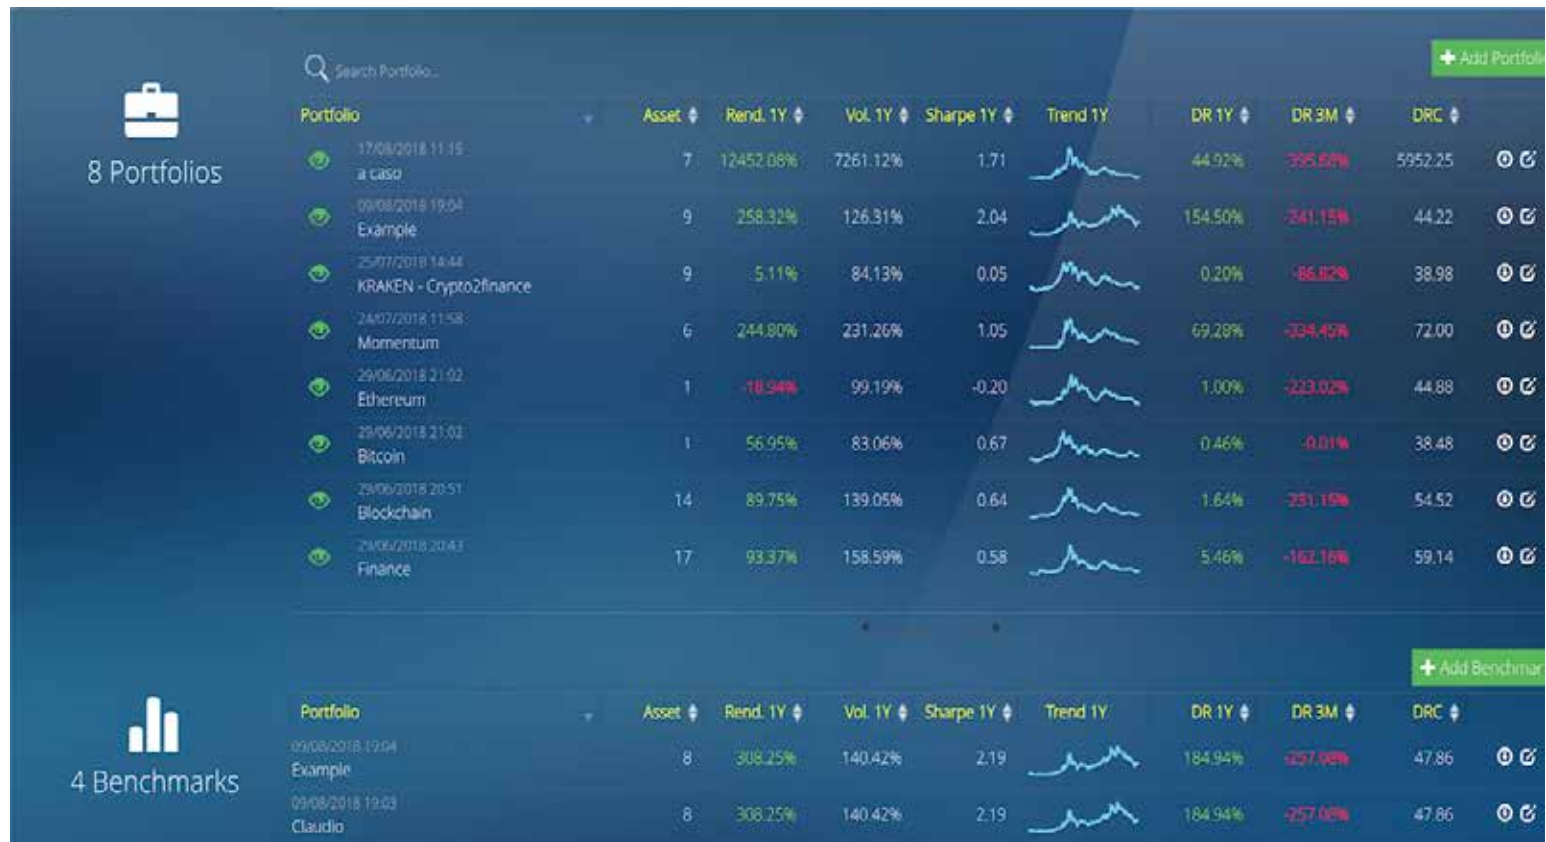 Search Portfolio...
Add Portfoli
Portfolio Asset Rend. 1Y Vol. 1Y Sharpe 1Y Trend 1Y DR 1Y DR 3M DRC
8 Portfolios
17/08/2018 11:15
a caso 7 12452.08% 7261.12% 1.71 44.92% -395.68% 5952.25
09/08/2018 19:04
Example 9 258.32% 126.31% 2.04 154.50% -241.15% 44.22
25/07/2018 14:44
KRAKEN - Crypto2finance 9 5.11% 84.13% 0.05 0.20% -86.82% 38.98
24/07/2018 11:58
Momentum 6 244.80% 231.26% 1.05 69.28% -334.45% 72.00
29/06/2018 21:02
Ethereum 1 -18.94% 99.19% -0.20 1.00% -223.02% 44.88
29/06/2018 21:02
Bitcoin 1 56.95% 83.06% 0.67 0.46% -0.01% 38.48
29/06/2018 20:51
Blockchain 14 89.75% 139.05% 0.64 1.64% -231.15% 54.52
29/06/2018 20:43
Finance 17 93.37% 158.59% 0.58 5.46% -162.16% 59.14
Add Benchmar
Portfolio Asset Rend. 1Y Vol. 1Y Sharpe 1Y Trend 1Y DR 1Y DR 3M DRC
4 Benchmarks
09/08/2018 19:04
Example 8 308.25% 140.42% 2.19 184.94% -257.08% 47.86
09/08/2018 19:03
Claudio 8 308.25% 140.42% 2.19 184.94% -257.08% 47.86